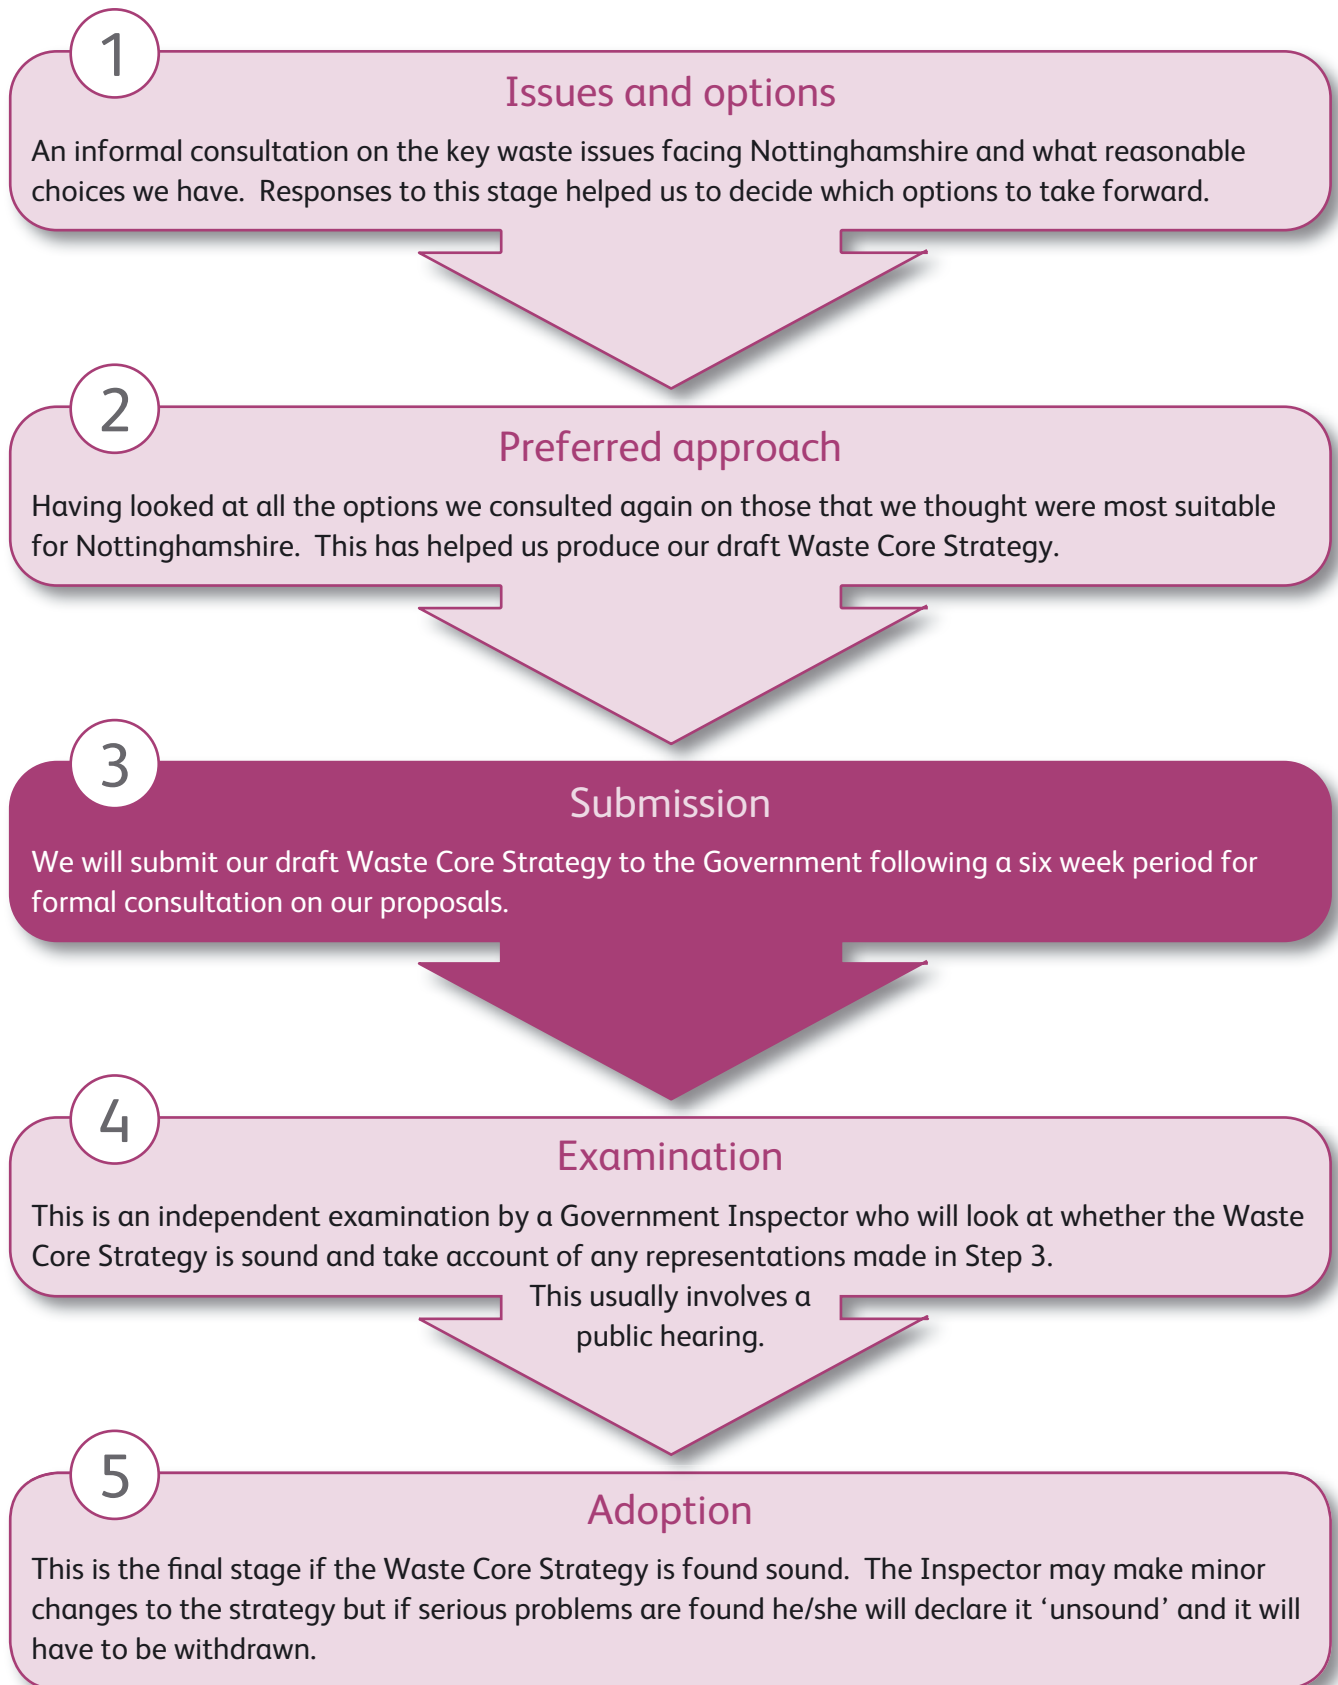 1
Issues and options
An informal consultation on the key waste issues facing Nottinghamshire and what reasonable
choices we have.  Responses to this stage helped us to decide which options to take forward.
2
Preferred approach
Having looked at all the options we consulted again on those that we thought were most suitable
for Nottinghamshire.  This has helped us produce our draft Waste Core Strategy.
3
Submission
We will submit our draft Waste Core Strategy to the Government following a six week period for
formal consultation on our proposals.
4
Examination
This is an independent examination by a Government Inspector who will look at whether the Waste
Core Strategy is sound and take account of any representations made in Step 3.
This usually involves a
public hearing.
5
Adoption
This is the final stage if the Waste Core Strategy is found sound.  The Inspector may make minor
changes to the strategy but if serious problems are found he/she will declare it ‘unsound’ and it will
have to be withdrawn.